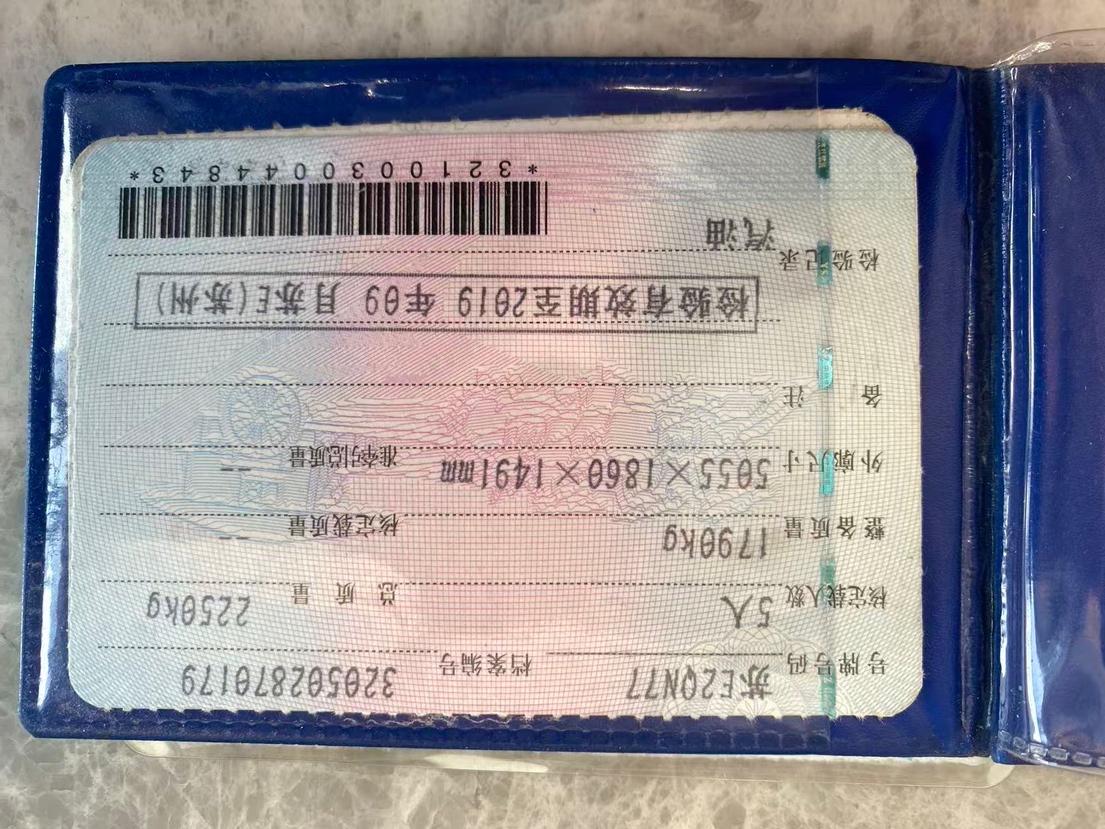 号牌号码 苏E2QN77 档案编号 320502870179
核定载人数 5人 总质量 2250kg
整备质量 1790kg 核定载质量 --
外廓尺寸 5055×1860×1491mm 准牵引总质量 --
备注
检验有效期至2019年09月苏E(苏州)
检验记录 汽油
*3210030044843*